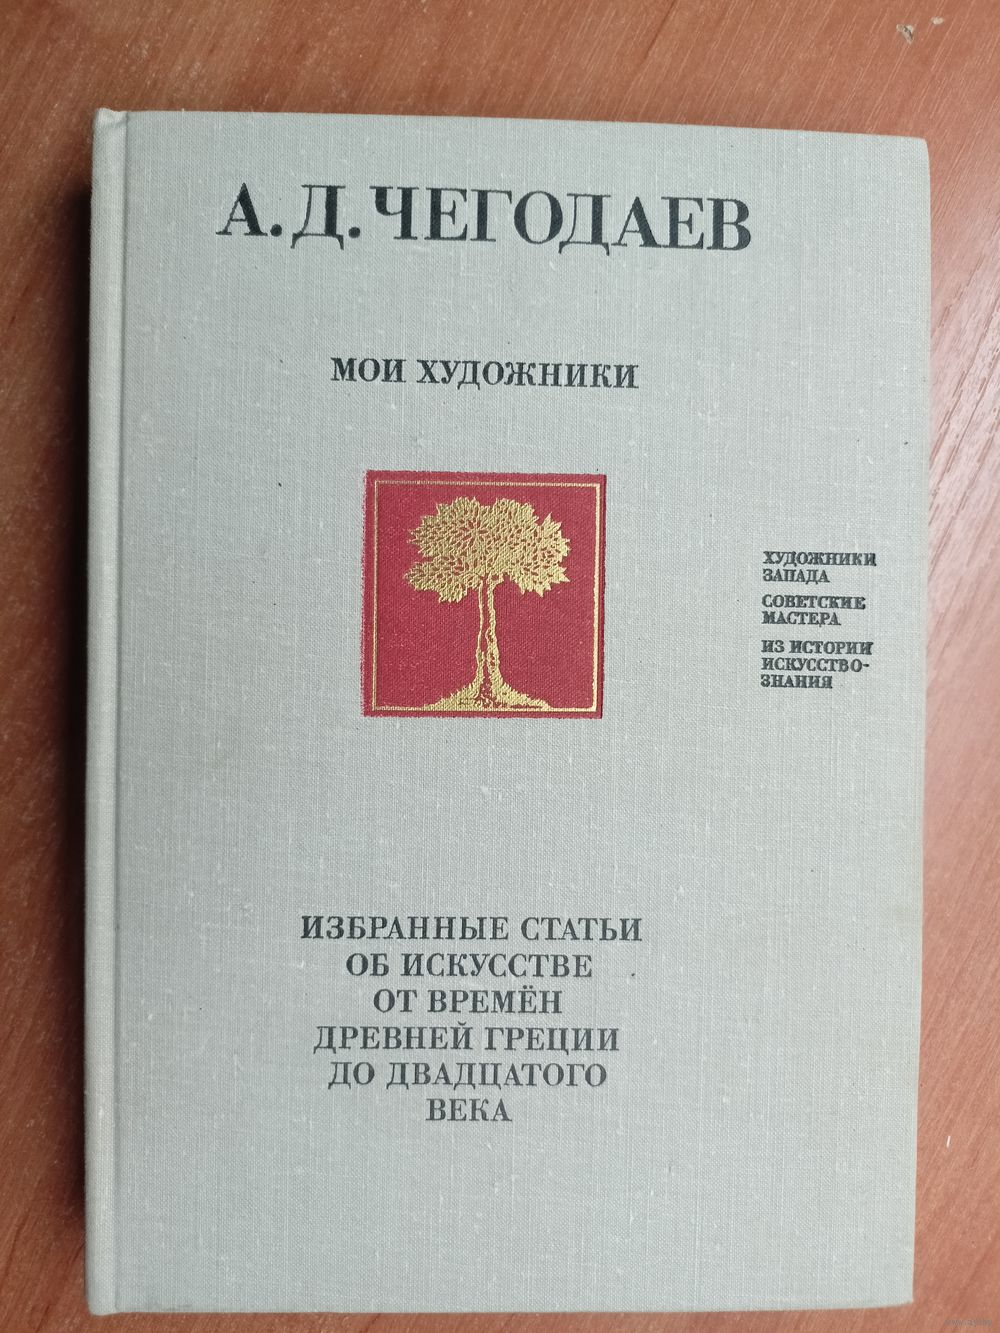 А. Д. ЧЕГОДАЕВ
МОИ ХУДОЖНИКИ
ХУДОЖНИКИ
ЗАПАДА
СОВЕТСКИЕ
МАСТЕРА
ИЗ ИСТОРИИ
ИСКУССТВО-
ЗНАНИЯ
ИЗБРАННЫЕ СТАТЬИ
ОБ ИСКУССТВЕ
ОТ ВРЕМЁН
ДРЕВНЕЙ ГРЕЦИИ
ДО ДВАДЦАТОГО
ВЕКА